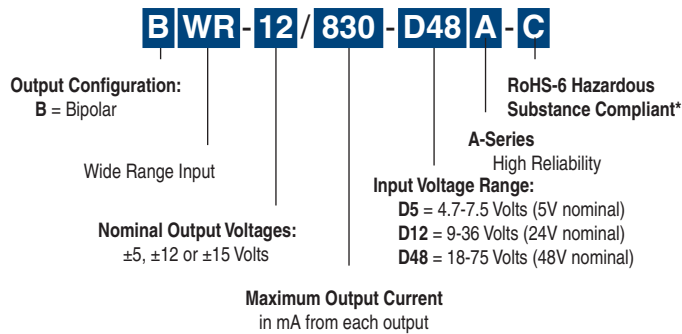 BWR-12/830-D48A-C
Output Configuration:
B = Bipolar
RoHS-6 Hazardous
Substance Compliant*
A-Series
High Reliability
Wide Range Input
Input Voltage Range:
D5 = 4.7-7.5 Volts (5V nominal)
D12 = 9-36 Volts (24V nominal)
D48 = 18-75 Volts (48V nominal)
Nominal Output Voltages:
±5, ±12 or ±15 Volts
Maximum Output Current
in mA from each output